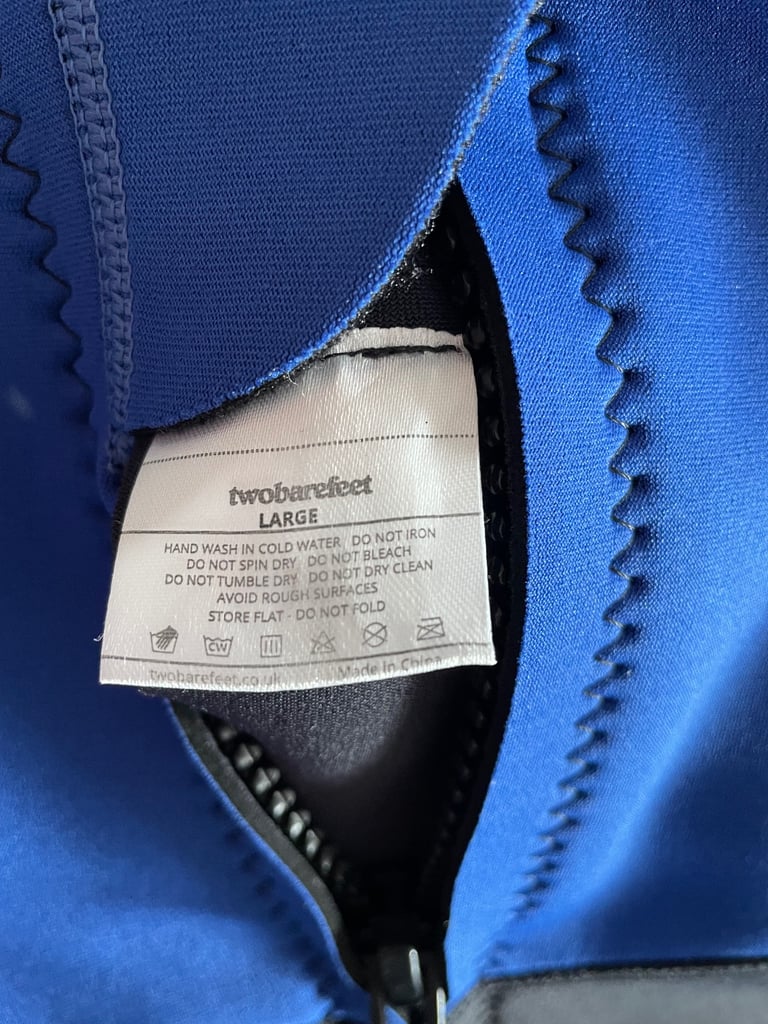 twobarefeet
LARGE
HAND WASH IN COLD WATER DO NOT IRON
DO NOT SPIN DRY DO NOT BLEACH
DO NOT TUMBLE DRY DO NOT DRY CLEAN
AVOID ROUGH SURFACES
STORE FLAT - DO NOT FOLD
CW
twobarefeet.co.uk Made in China